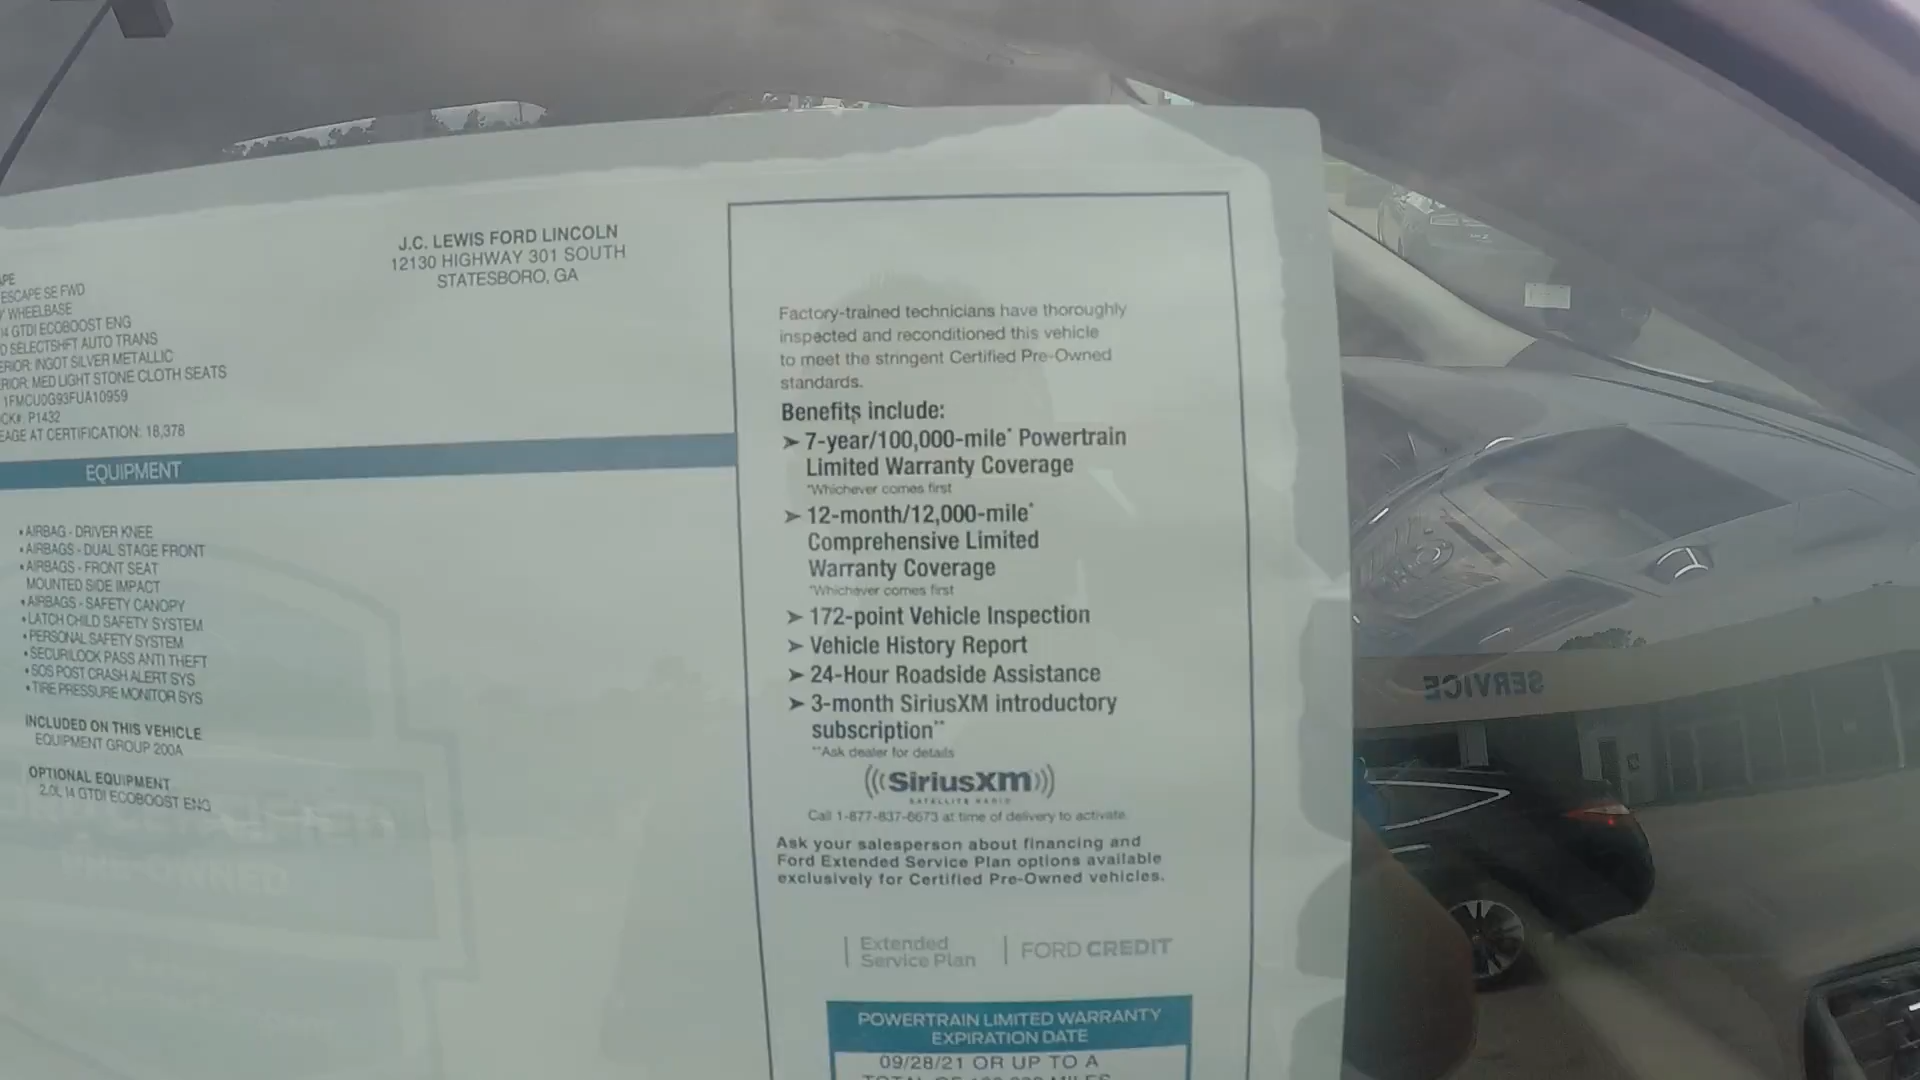 J.C. LEWIS FORD LINCOLN
12130 HIGHWAY 301 SOUTH
STATESBORO, GA
APE
ESCAPE SE FWD
WHEELBASE
I4 GTDI ECOBOOST ENG
D SELECTSHFT AUTO TRANS
ERIOR: INGOT SILVER METALLIC
RIOR: MED LIGHT STONE CLOTH SEATS
1FMCU0G93FUA10959
CK#: P1432
EAGE AT CERTIFICATION: 18,378
EQUIPMENT
• AIRBAG - DRIVER KNEE
• AIRBAGS - DUAL STAGE FRONT
• AIRBAGS - FRONT SEAT
MOUNTED SIDE IMPACT
• AIRBAGS - SAFETY CANOPY
• LATCH CHILD SAFETY SYSTEM
• PERSONAL SAFETY SYSTEM
• SECURILOCK PASS ANTI THEFT
• SOS POST CRASH ALERT SYS
• TIRE PRESSURE MONITOR SYS
INCLUDED ON THIS VEHICLE
EQUIPMENT GROUP 200A
OPTIONAL EQUIPMENT
2.0L I4 GTDI ECOBOOST ENG
Factory-trained technicians have thoroughly
inspected and reconditioned this vehicle
to meet the stringent Certified Pre-Owned
standards.
Benefits include:
➤ 7-year/100,000-mile* Powertrain
Limited Warranty Coverage
*Whichever comes first
➤ 12-month/12,000-mile*
Comprehensive Limited
Warranty Coverage
*Whichever comes first
➤ 172-point Vehicle Inspection
➤ Vehicle History Report
➤ 24-Hour Roadside Assistance
➤ 3-month SiriusXM introductory
subscription**
**Ask dealer for details
((SiriusXM))
SATELLITE RADIO
Call 1-877-837-6673 at time of delivery to activate.
Ask your salesperson about financing and
Ford Extended Service Plan options available
exclusively for Certified Pre-Owned vehicles.
Extended
Service Plan
FORD CREDIT
POWERTRAIN LIMITED WARRANTY
EXPIRATION DATE
09/28/21 OR UP TO A
SERVICE